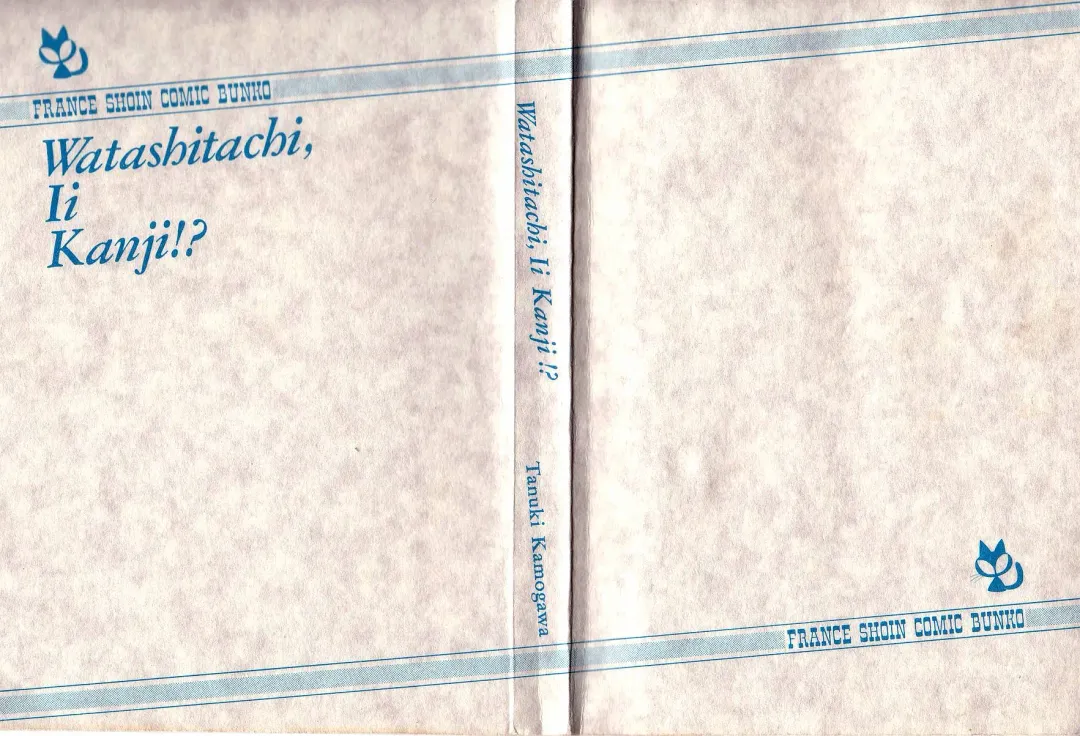 FRANCE SHOIN COMIC BUNKO
Watashitachi,
Ii
Kanji!?
Watashitachi, Ii Kanji!?
Tanuki Kamogawa
FRANCE SHOIN COMIC BUNKO